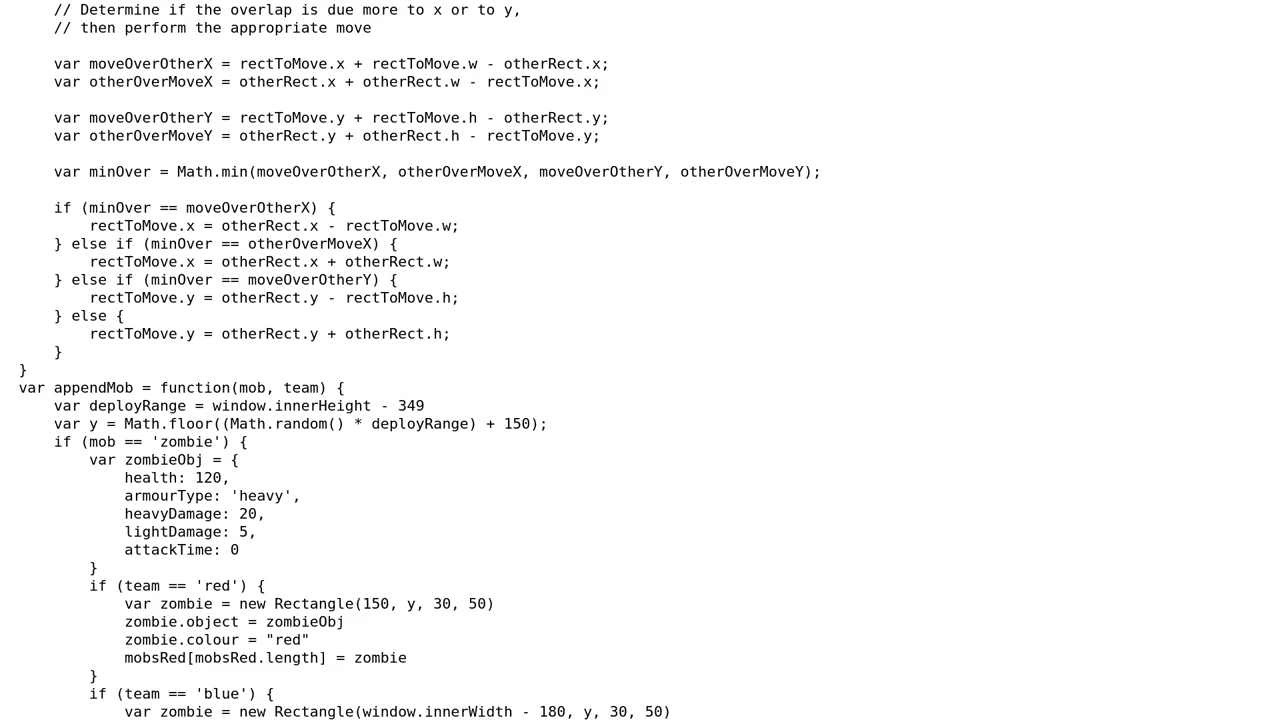 // Determine if the overlap is due more to x or to y,
// then perform the appropriate move
var moveOverOtherX = rectToMove.x + rectToMove.w - otherRect.x;
var otherOverMoveX = otherRect.x + otherRect.w - rectToMove.x;
var moveOverOtherY = rectToMove.y + rectToMove.h - otherRect.y;
var otherOverMoveY = otherRect.y + otherRect.h - rectToMove.y;
var minOver = Math.min(moveOverOtherX, otherOverMoveX, moveOverOtherY, otherOverMoveY);
if (minOver == moveOverOtherX) {
rectToMove.x = otherRect.x - rectToMove.w;
} else if (minOver == otherOverMoveX) {
rectToMove.x = otherRect.x + otherRect.w;
} else if (minOver == moveOverOtherY) {
rectToMove.y = otherRect.y - rectToMove.h;
} else {
rectToMove.y = otherRect.y + otherRect.h;
}
}
var appendMob = function(mob, team) {
var deployRange = window.innerHeight - 349
var y = Math.floor((Math.random() * deployRange) + 150);
if (mob == 'zombie') {
var zombieObj = {
health: 120,
armourType: 'heavy',
heavyDamage: 20,
lightDamage: 5,
attackTime: 0
}
if (team == 'red') {
var zombie = new Rectangle(150, y, 30, 50)
zombie.object = zombieObj
zombie.colour = "red"
mobsRed[mobsRed.length] = zombie
}
if (team == 'blue') {
var zombie = new Rectangle(window.innerWidth - 180, y, 30, 50)